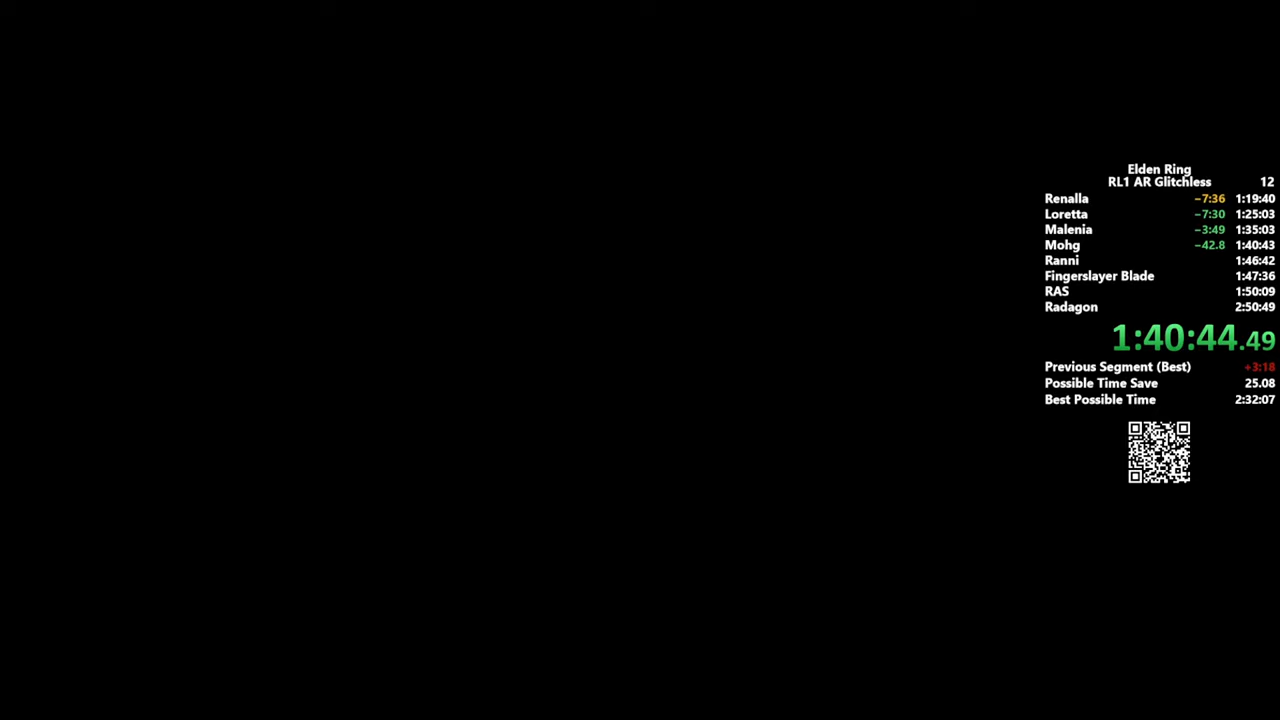 Elden Ring
RL1 AR Glitchless 12
Renalla −7:36 1:19:40
Loretta −7:30 1:25:03
Malenia −3:49 1:35:03
Mohg −42.8 1:40:43
Ranni 1:46:42
Fingerslayer Blade 1:47:36
RAS 1:50:09
Radagon 2:50:49
1:40:44.49
Previous Segment (Best) +3:18
Possible Time Save 25.08
Best Possible Time 2:32:07